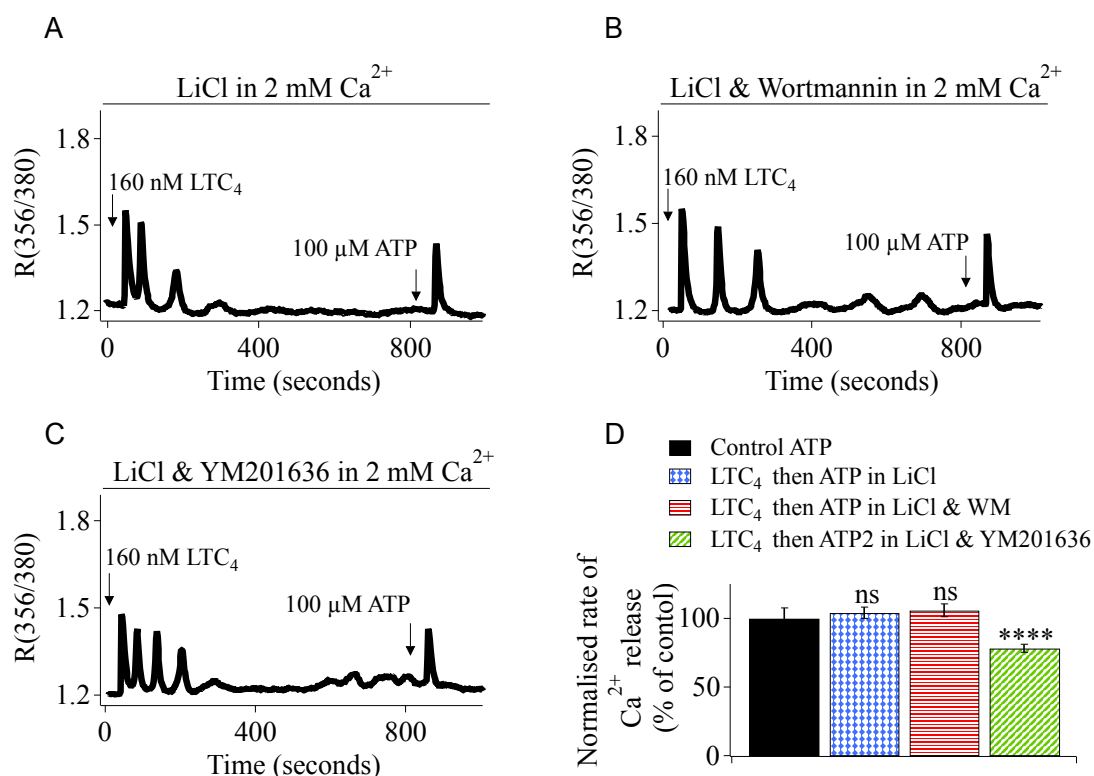 A
LiCl in 2 mM Ca2+
R(356/380)
1.8
1.5
1.2
160 nM LTC4
100 µM ATP
0
400
800
Time (seconds)
B
LiCl & Wortmannin in 2 mM Ca2+
R(356/380)
1.8
1.5
1.2
160 nM LTC4
100 µM ATP
0
400
800
Time (seconds)
C
LiCl & YM201636 in 2 mM Ca2+
R(356/380)
1.8
1.5
1.2
160 nM LTC4
100 µM ATP
0
400
800
Time (seconds)
D
Control ATP
LTC4 then ATP in LiCl
LTC4 then ATP in LiCl & WM
LTC4 then ATP2 in LiCl & YM201636
Normalised rate of
Ca2+ release
(% of contol)
100
50
0
ns
ns
****